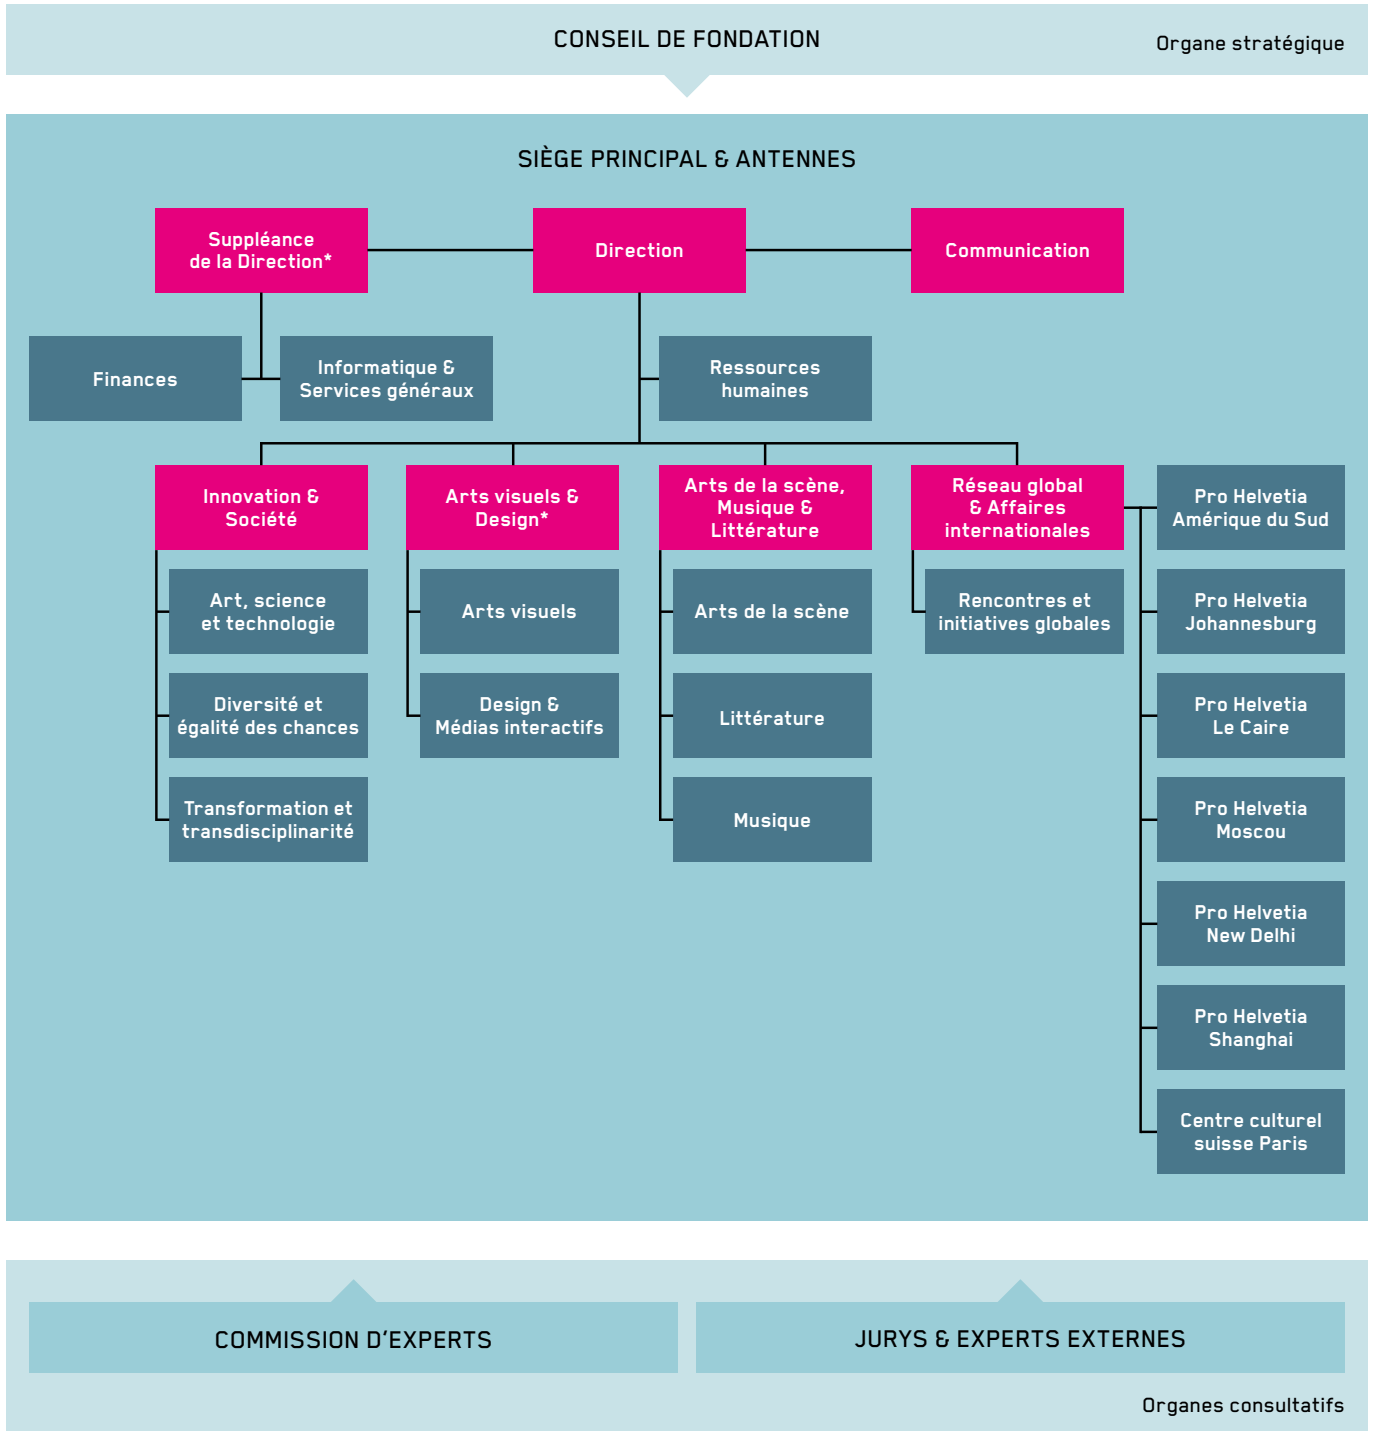 CONSEIL DE FONDATION
Organe stratégique
SIÈGE PRINCIPAL & ANTENNES
Suppléance
de la Direction*
Direction
Communication
Finances
Informatique &
Services généraux
Ressources
humaines
Innovation &
Société
Arts visuels &
Design*
Arts de la scène,
Musique &
Littérature
Réseau global
& Affaires
internationales
Pro Helvetia
Amérique du Sud
Art, science
et technologie
Arts visuels
Arts de la scène
Rencontres et
initiatives globales
Pro Helvetia
Johannesburg
Diversité et
égalité des chances
Design &
Médias interactifs
Littérature
Pro Helvetia
Le Caire
Transformation et
transdisciplinarité
Musique
Pro Helvetia
Moscou
Pro Helvetia
New Delhi
Pro Helvetia
Shanghai
Centre culturel
suisse Paris
COMMISSION D'EXPERTS
JURYS & EXPERTS EXTERNES
Organes consultatifs